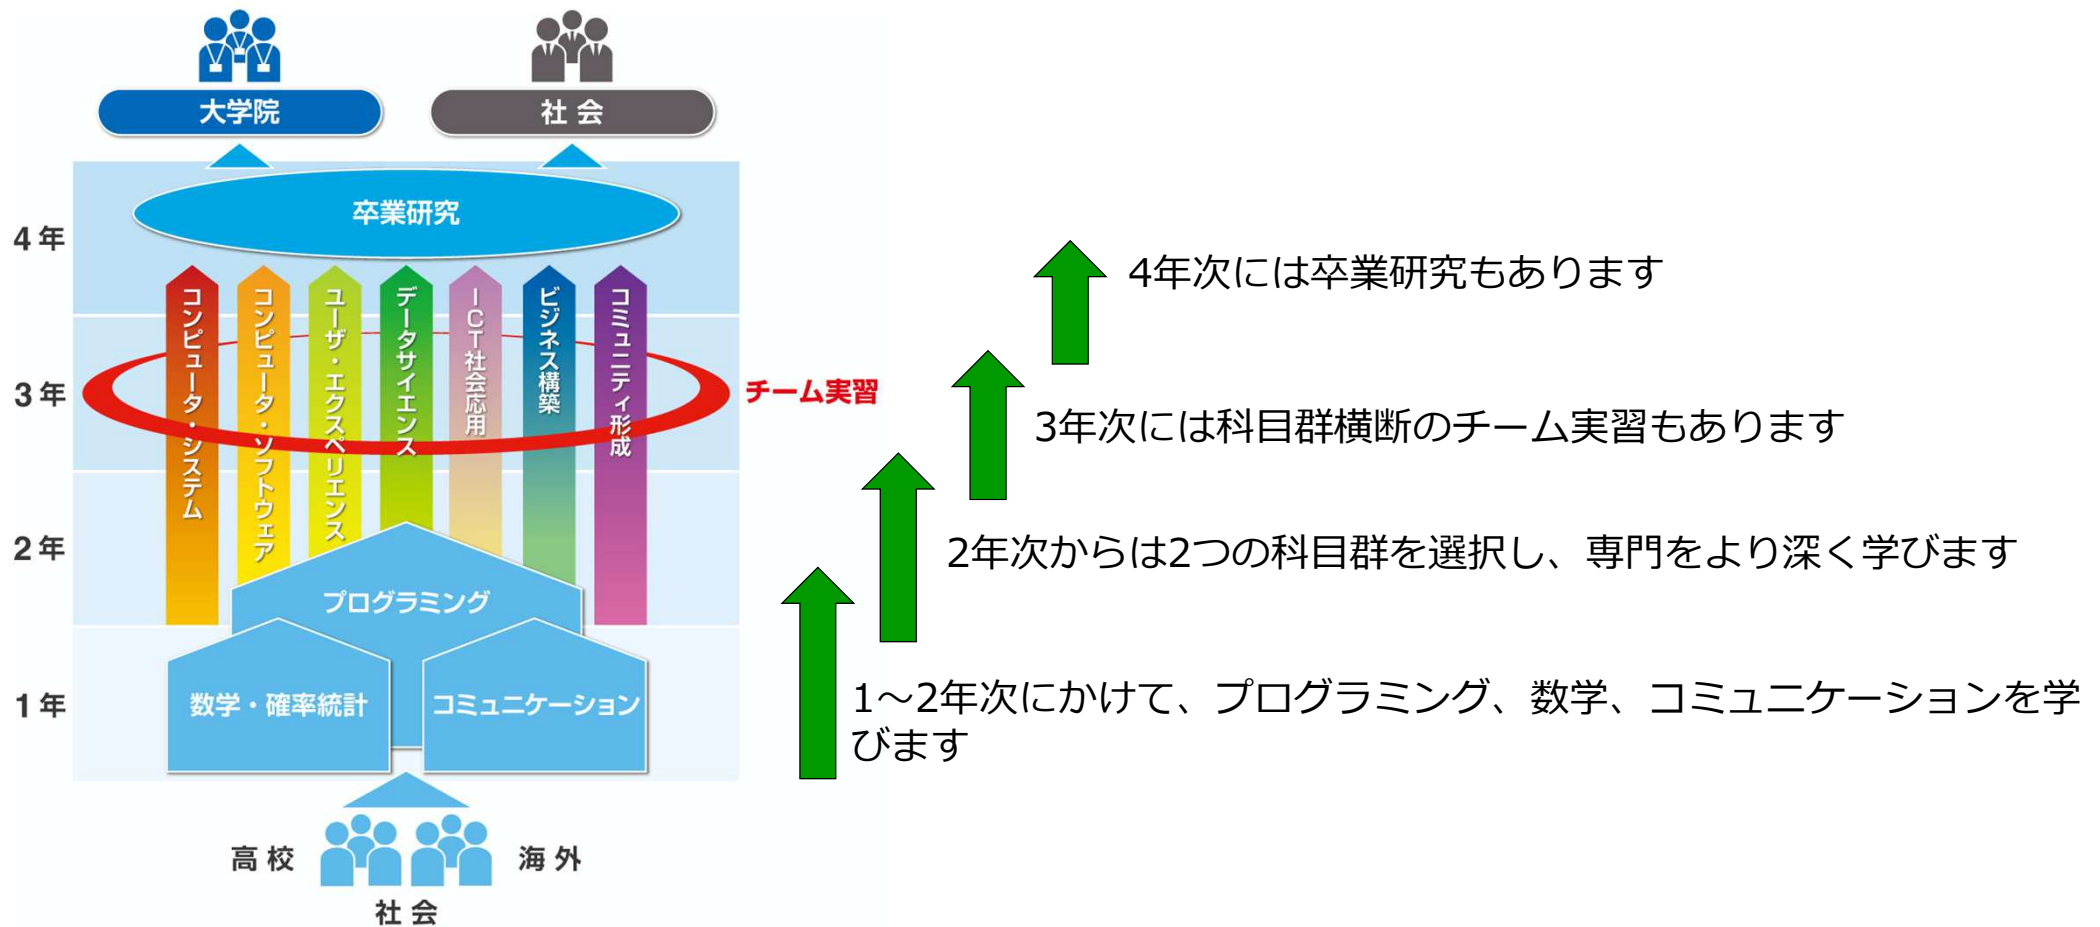 大学院
社会
卒業研究
4年
3年
2年
1年
コンピュータ・システム
コンピュータ・ソフトウェア
ユーザ・エクスペリエンス
データサイエンス
ICT社会応用
ビジネス構築
コミュニティ形成
チーム実習
プログラミング
数学・確率統計
コミュニケーション
高校
海外
社会
4年次には卒業研究もあります
3年次には科目群横断のチーム実習もあります
2年次からは2つの科目群を選択し、専門をより深く学びます
1～2年次にかけて、プログラミング、数学、コミュニケーションを学
びます